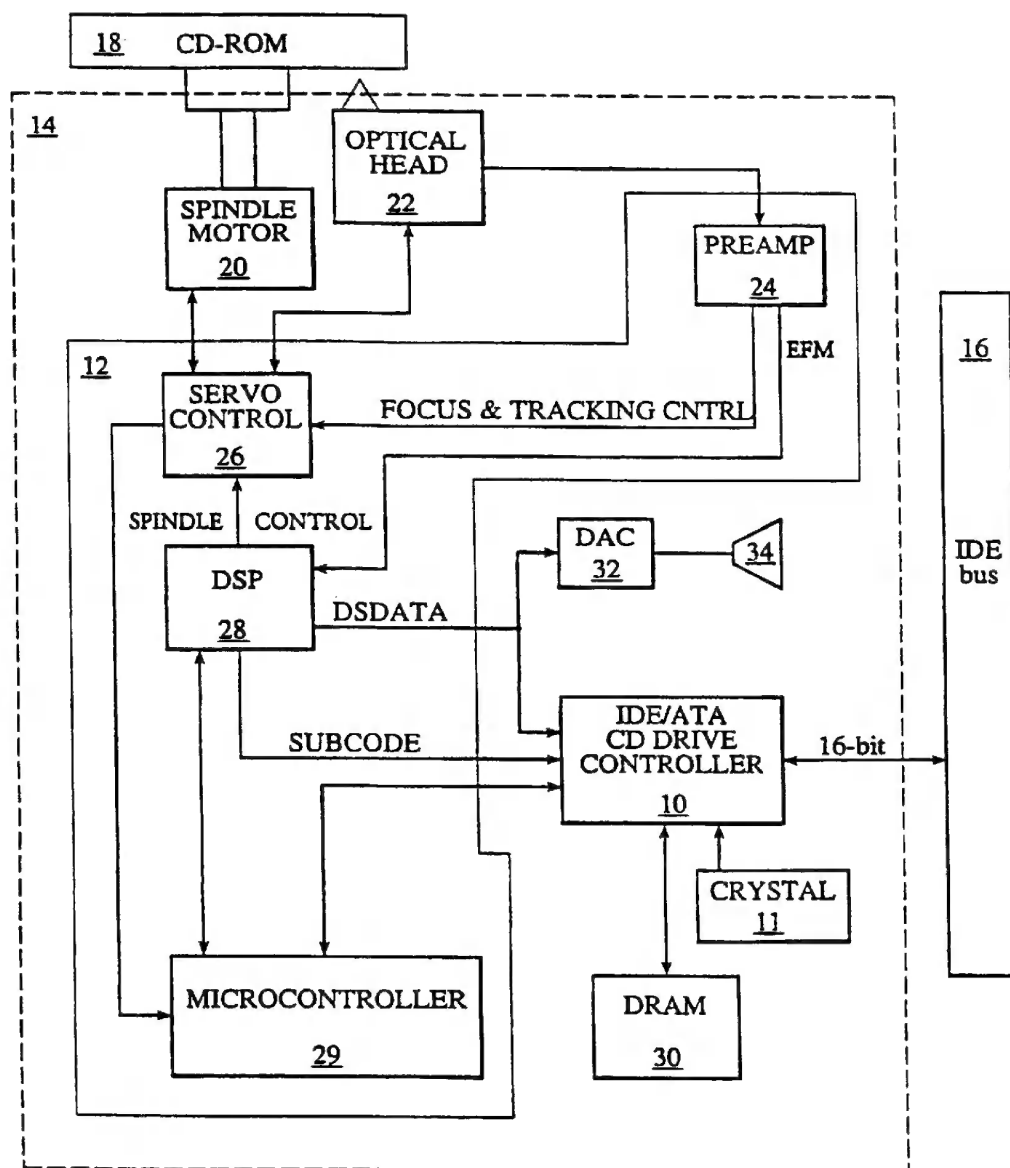 18 CD-ROM
14
OPTICAL
HEAD
22
SPINDLE
MOTOR
20
PREAMP
24
EFM
16
12
SERVO
CONTROL
26
FOCUS & TRACKING CNTRL
SPINDLE CONTROL
DAC
32
34
IDE
bus
DSP
28
DSDATA
IDE/ATA
CD DRIVE
CONTROLLER
10
16-bit
SUBCODE
CRYSTAL
11
MICROCONTROLLER
29
DRAM
30